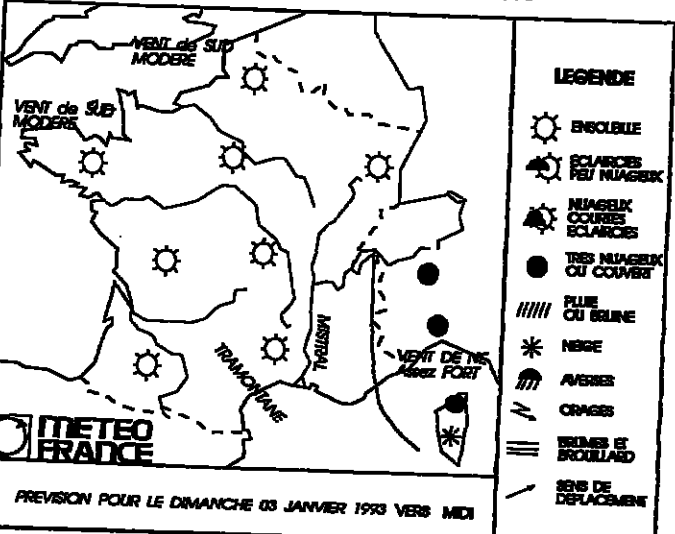 VENT de SUD
MODERE
VENT de SUD
MODERE
MISTRAL
TRAMONTANE
VENT DE NE
Assez FORT
METEO
FRANCE
PREVISION POUR LE DIMANCHE 03 JANVIER 1993 VERS MIDI
LEGENDE
ENSOLEILLE
ECLAIRCIES
PEU NUAGEUX
NUAGEUX
COURTES
ECLAIRCIES
TRES NUAGEUX
OU COUVERT
PLUIE
OU BRUINE
NEIGE
AVERSES
ORAGES
BRUMES ET
BROUILLARD
SENS DE
DEPLACEMENT